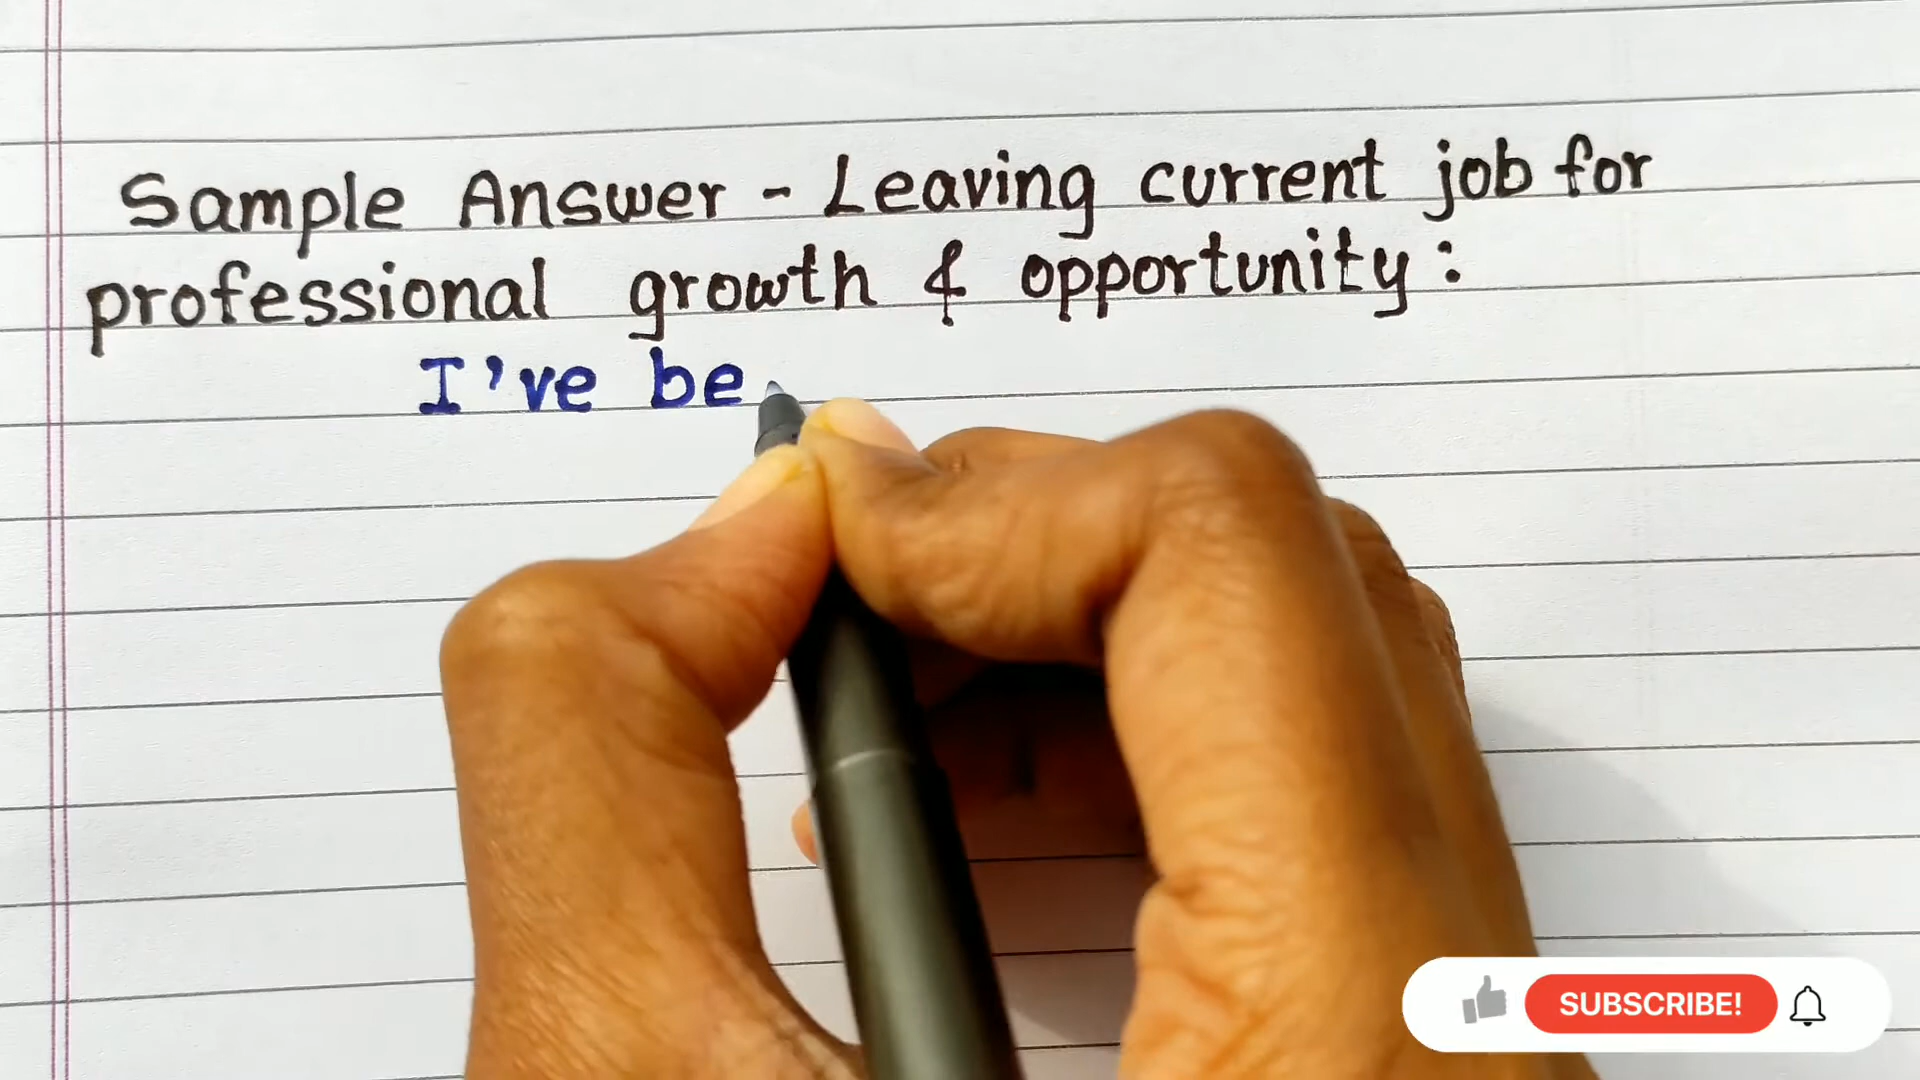 Sample Answer - Leaving current job for
professional growth & opportunity:
I've be
SUBSCRIBE!